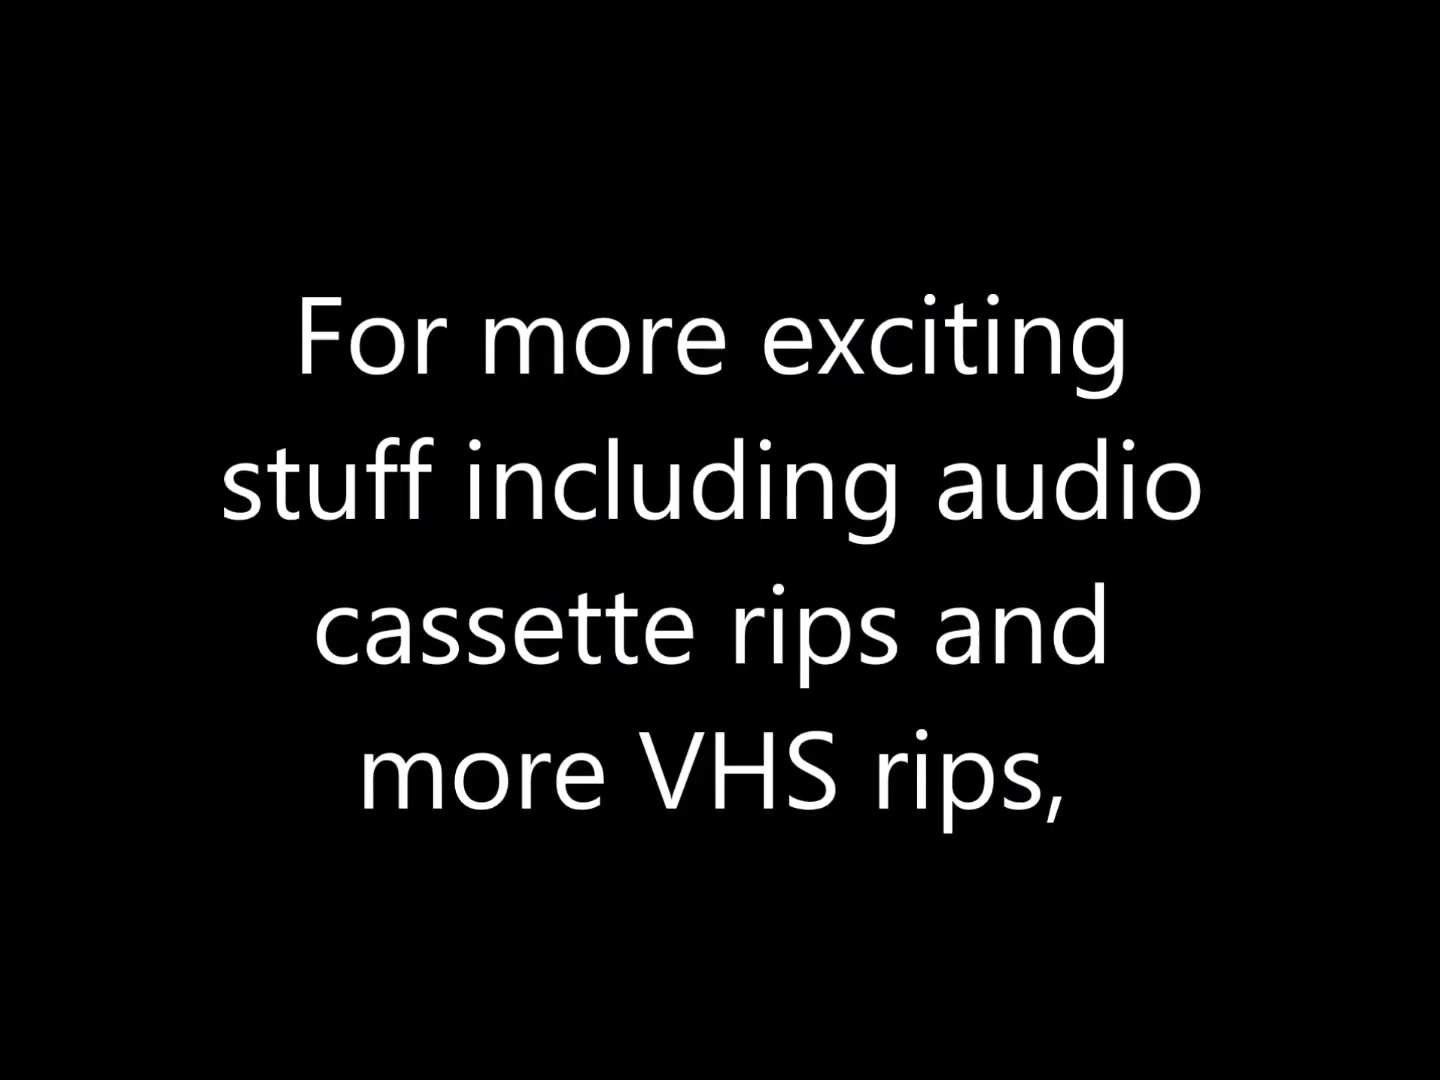 For more exciting
stuff including audio
cassette rips and
more VHS rips,